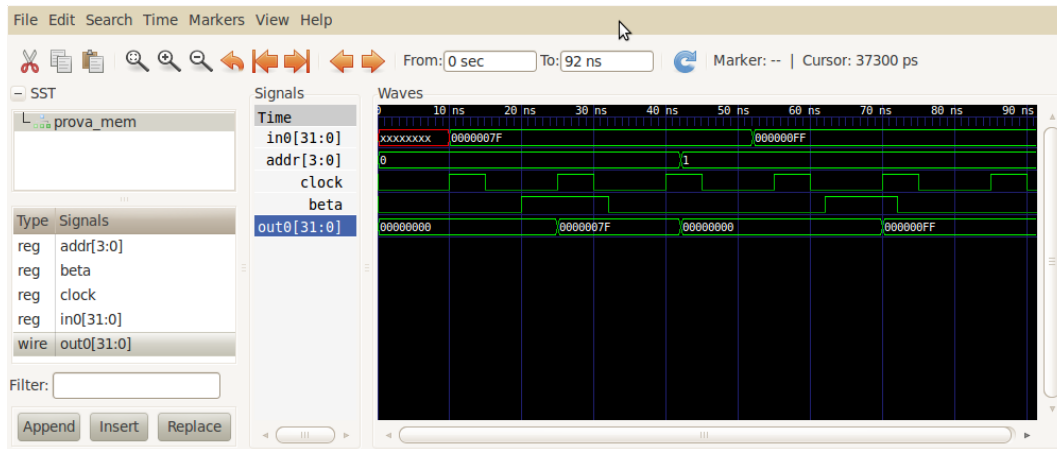 File Edit Search Time Markers View Help
From: 0 sec To: 92 ns Marker: -- | Cursor: 37300 ps
SST
prova_mem
Type Signals
reg addr[3:0]
reg beta
reg clock
reg in0[31:0]
wire out0[31:0]
Filter:
Append Insert Replace
Signals
Time
in0[31:0]
addr[3:0]
clock
beta
out0[31:0]
Waves
0 10 ns 20 ns 30 ns 40 ns 50 ns 60 ns 70 ns 80 ns 90 ns
xxxxxxxx 0000007F 000000FF
0 1
00000000 0000007F 00000000 000000FF